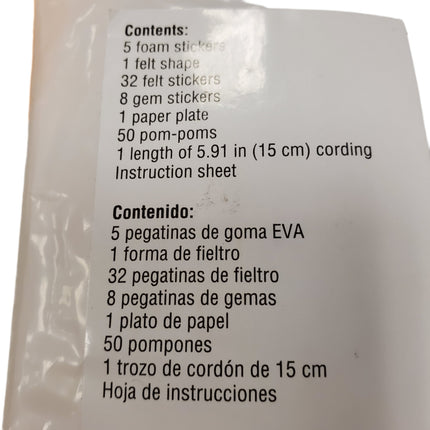 Contents:
5 foam stickers
1 felt shape
32 felt stickers
8 gem stickers
1 paper plate
50 pom-poms
1 length of 5.91 in (15 cm) cording
Instruction sheet
Contenido:
5 pegatinas de goma EVA
1 forma de fieltro
32 pegatinas de fieltro
8 pegatinas de gemas
1 plato de papel
50 pompones
1 trozo de cordón de 15 cm
Hoja de instrucciones